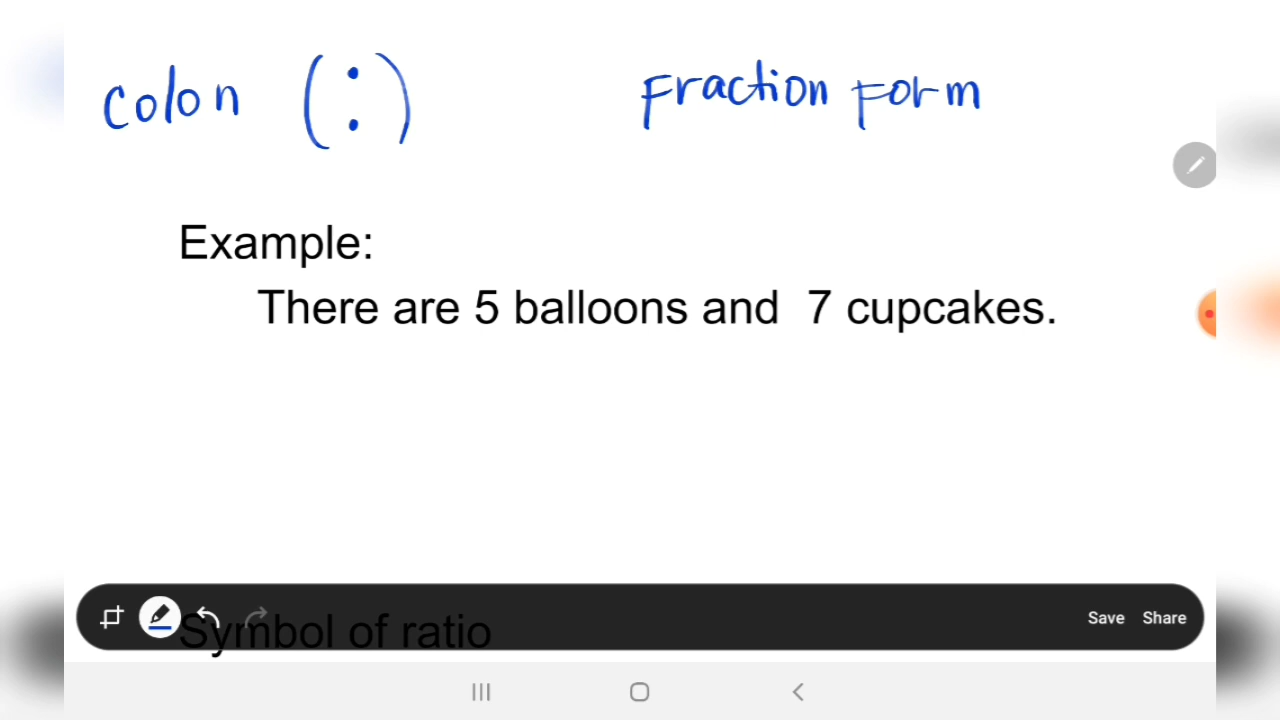 colon (:) Fraction Form
Example:
There are 5 balloons and 7 cupcakes.
Save Share
Symbol of ratio